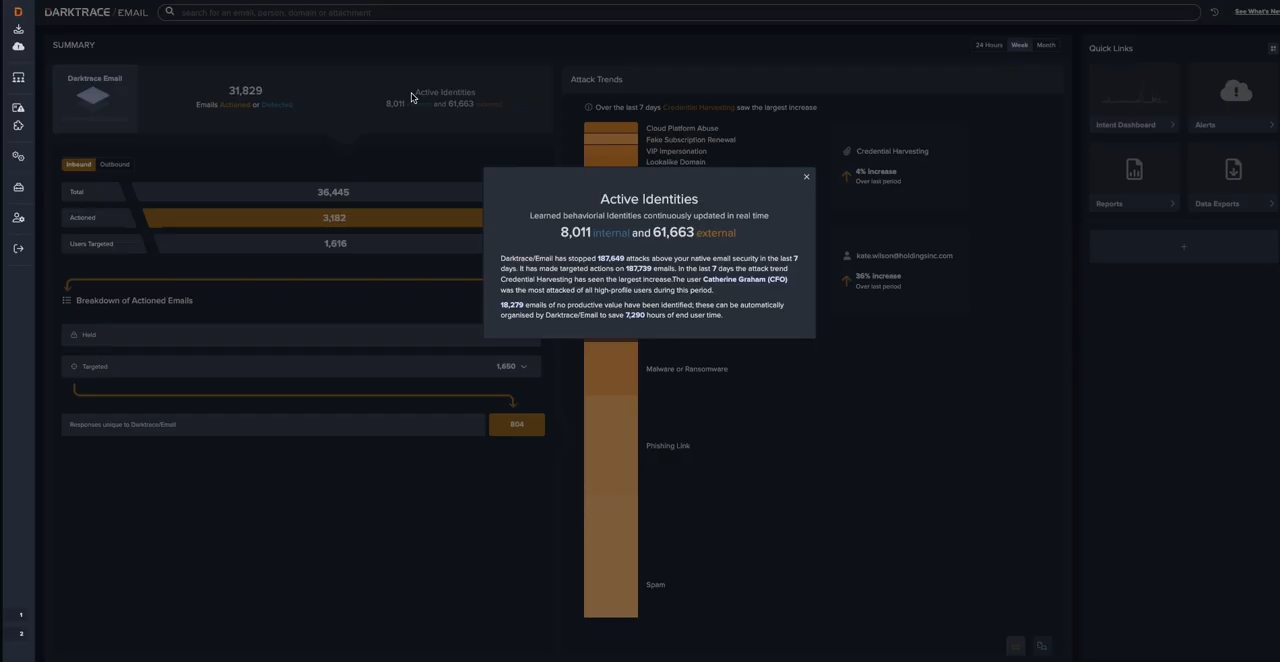 D
DARKTRACE / EMAIL
search for an email, person, domain or attachment
See What's New
SUMMARY
24 Hours
Week
Month
Quick Links
Darktrace Email
31,829
Emails Actioned or Detected
Active Identities
8,011
and 61,663 external
Attack Trends
Over the last 7 days Credential Harvesting saw the largest increase
Cloud Platform Abuse
Fake Subscription Renewal
VIP Impersonation
Lookalike Domain
Malware or Ransomware
Phishing Link
Spam
Credential Harvesting
4% increase
Over last period
kate.wilson@holdingsinc.com
36% increase
Over last period
Intent Dashboard
Alerts
Reports
Data Exports
+
Inbound
Outbound
Total
36,445
Actioned
3,182
Users Targeted
1,616
Breakdown of Actioned Emails
Held
Targeted
1,650
Responses unique to Darktrace/Email
804
Active Identities
Learned behaviorial Identities continuously updated in real time
8,011 internal and 61,663 external
Darktrace/Email has stopped 187,649 attacks above your native email security in the last 7
days. It has made targeted actions on 187,739 emails. In the last 7 days the attack trend
Credential Harvesting has seen the largest increase.The user Catherine Graham (CFO)
was the most attacked of all high-profile users during this period.
18,279 emails of no productive value have been identified; these can be automatically
organised by Darktrace/Email to save 7,290 hours of end user time.
1
2